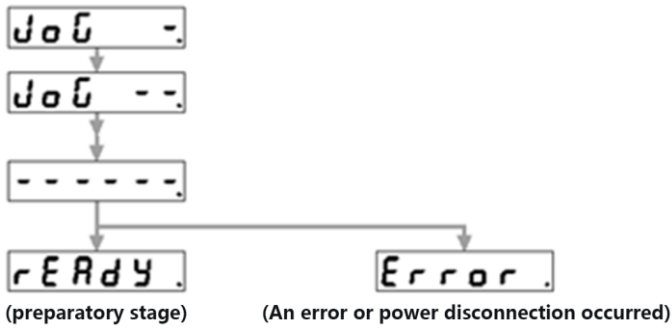 JoG -.
JoG --.
- - - - - -.
rEAdy .
Error .
(preparatory stage)
(An error or power disconnection occurred)